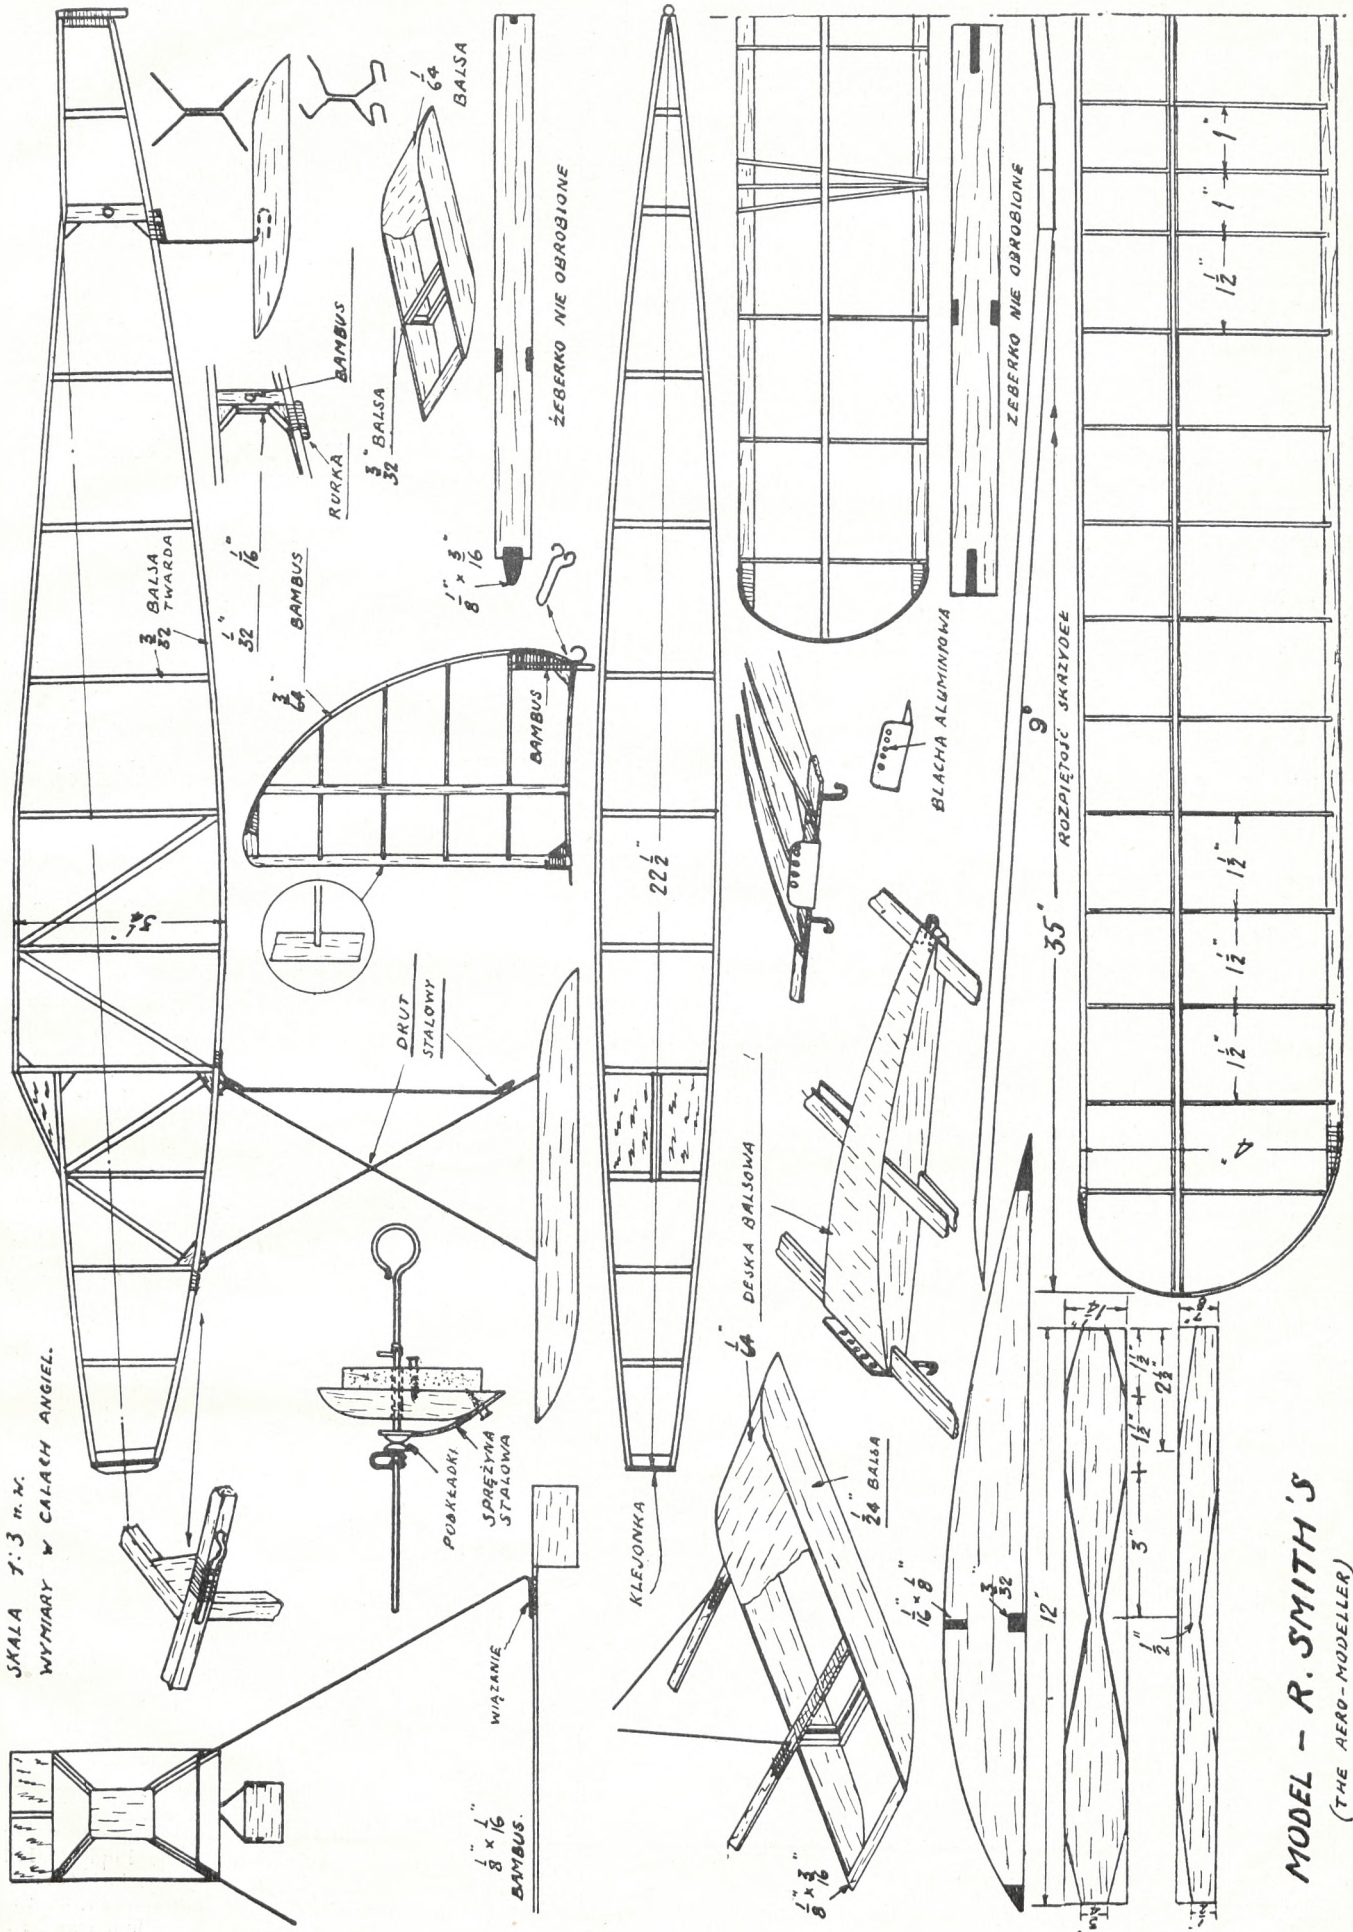 SKALA 1:3 n.w.
WYMIARY W CALACH ANGIEL.
3/32" BALSA
TWARDA
1/32"
1/16"
BAMBUS
RURKA
3/64" BAMBUS
BAMBUS
1/64"
BALSA
3/32" BALSA
1/8" x 3/16"
ŻEBERKO NIE OBROBIONE
DRUT
STALOWY
PODKŁADKI
SPRĘŻYNA
STALOWA
WIĄZANIE
1/8" x 1/16"
BAMBUS.
KLEJONKA
22 1/2"
ŻEBERKO NIE OBROBIONE
BLACHA ALUMINIOWA
1/64" DESKA BALSOWA
1/24" BALSA
1/8" x 3/16"
1/16" x 1/8"
3/32"
9°
35"
ROZPIĘTOŚĆ SKRZYDEŁ
4"
1 1/2"
1 1/2"
1 1/2"
1 1/2"
1"
1"
12"
3"
1 1/2"
1 1/2"
1 1/4"
1/2"
7/8"
MODEL – R. SMITH'S
(THE AERO-MODELLER)